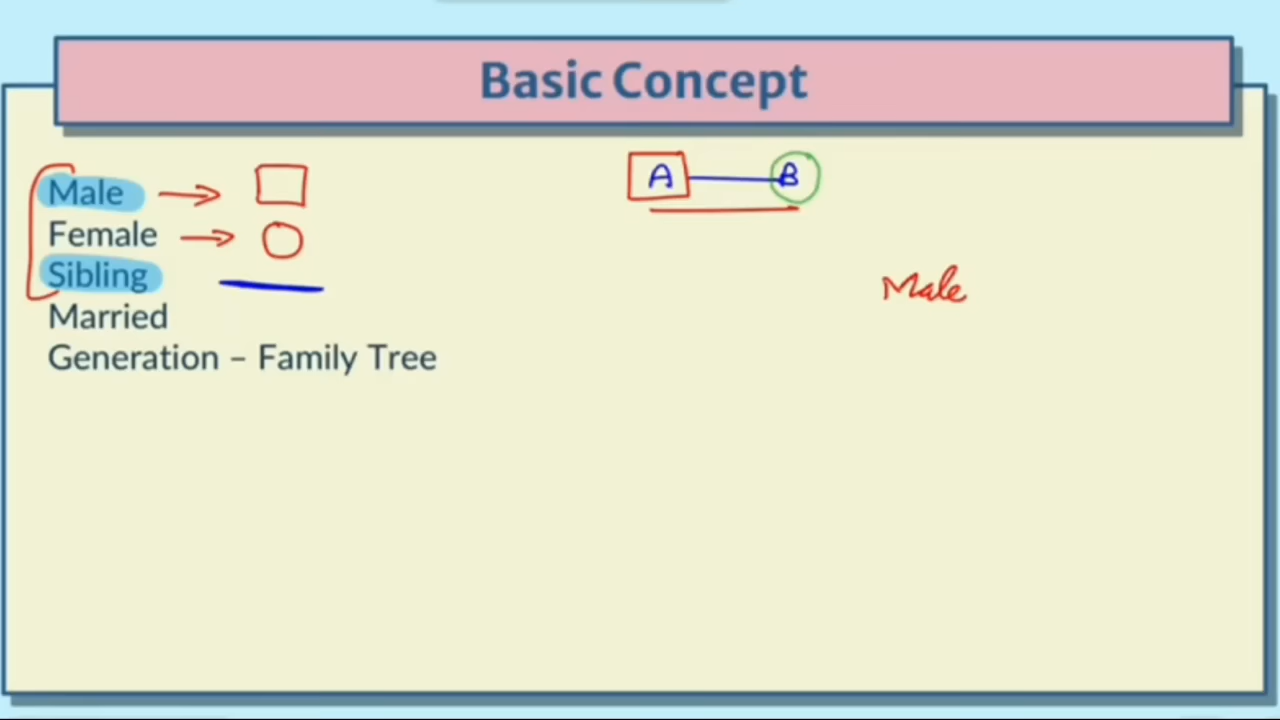 Basic Concept
A B
Male
Female
Sibling
Male
Married
Generation – Family Tree